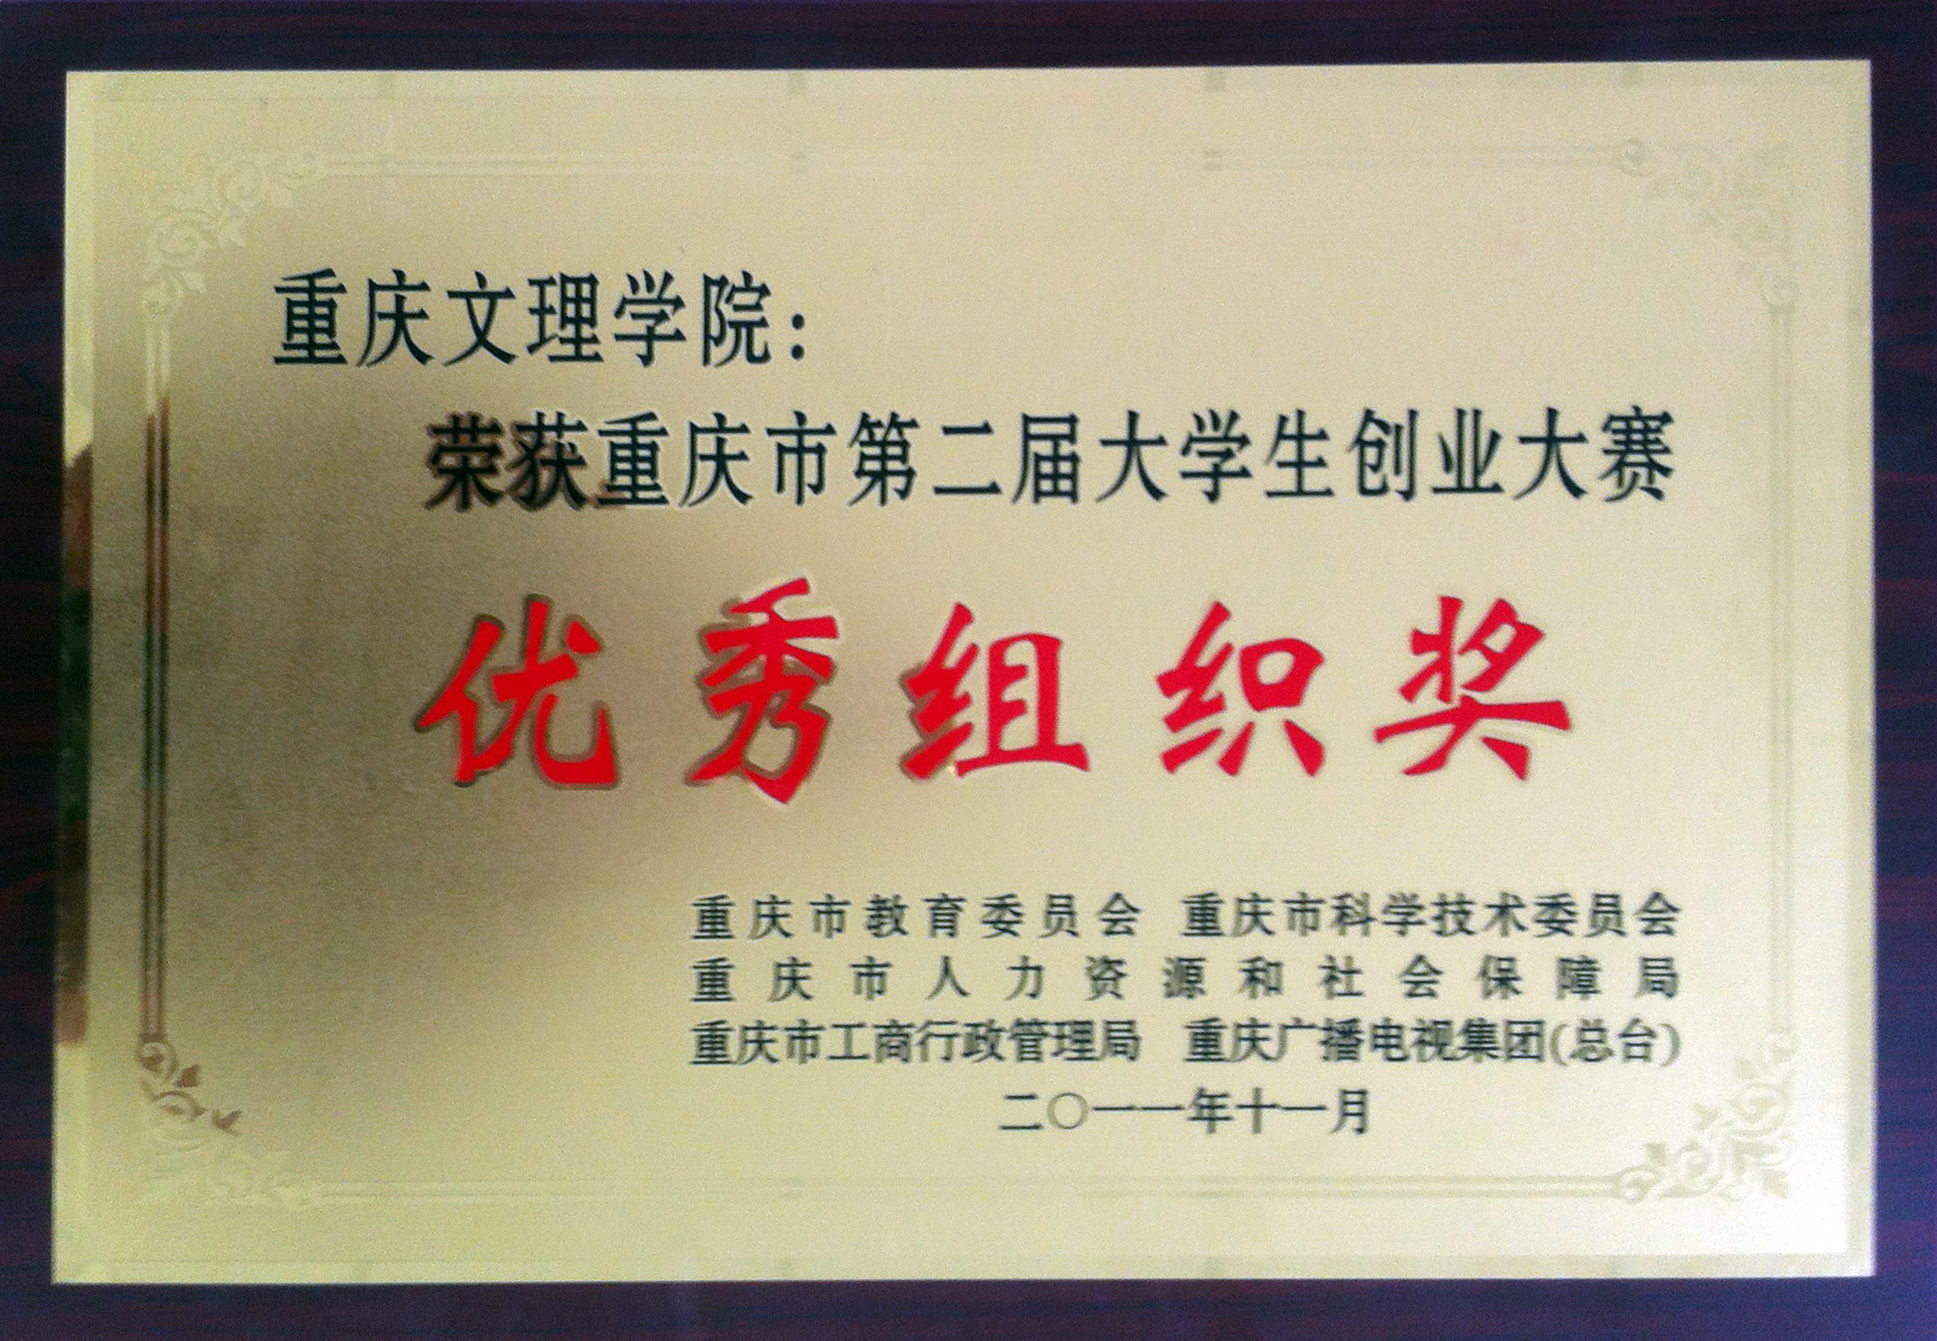 重庆文理学院：
荣获重庆市第二届大学生创业大赛
优秀组织奖
重庆市教育委员会 重庆市科学技术委员会
重庆市人力资源和社会保障局
重庆市工商行政管理局 重庆广播电视集团(总台)
二〇一一年十一月